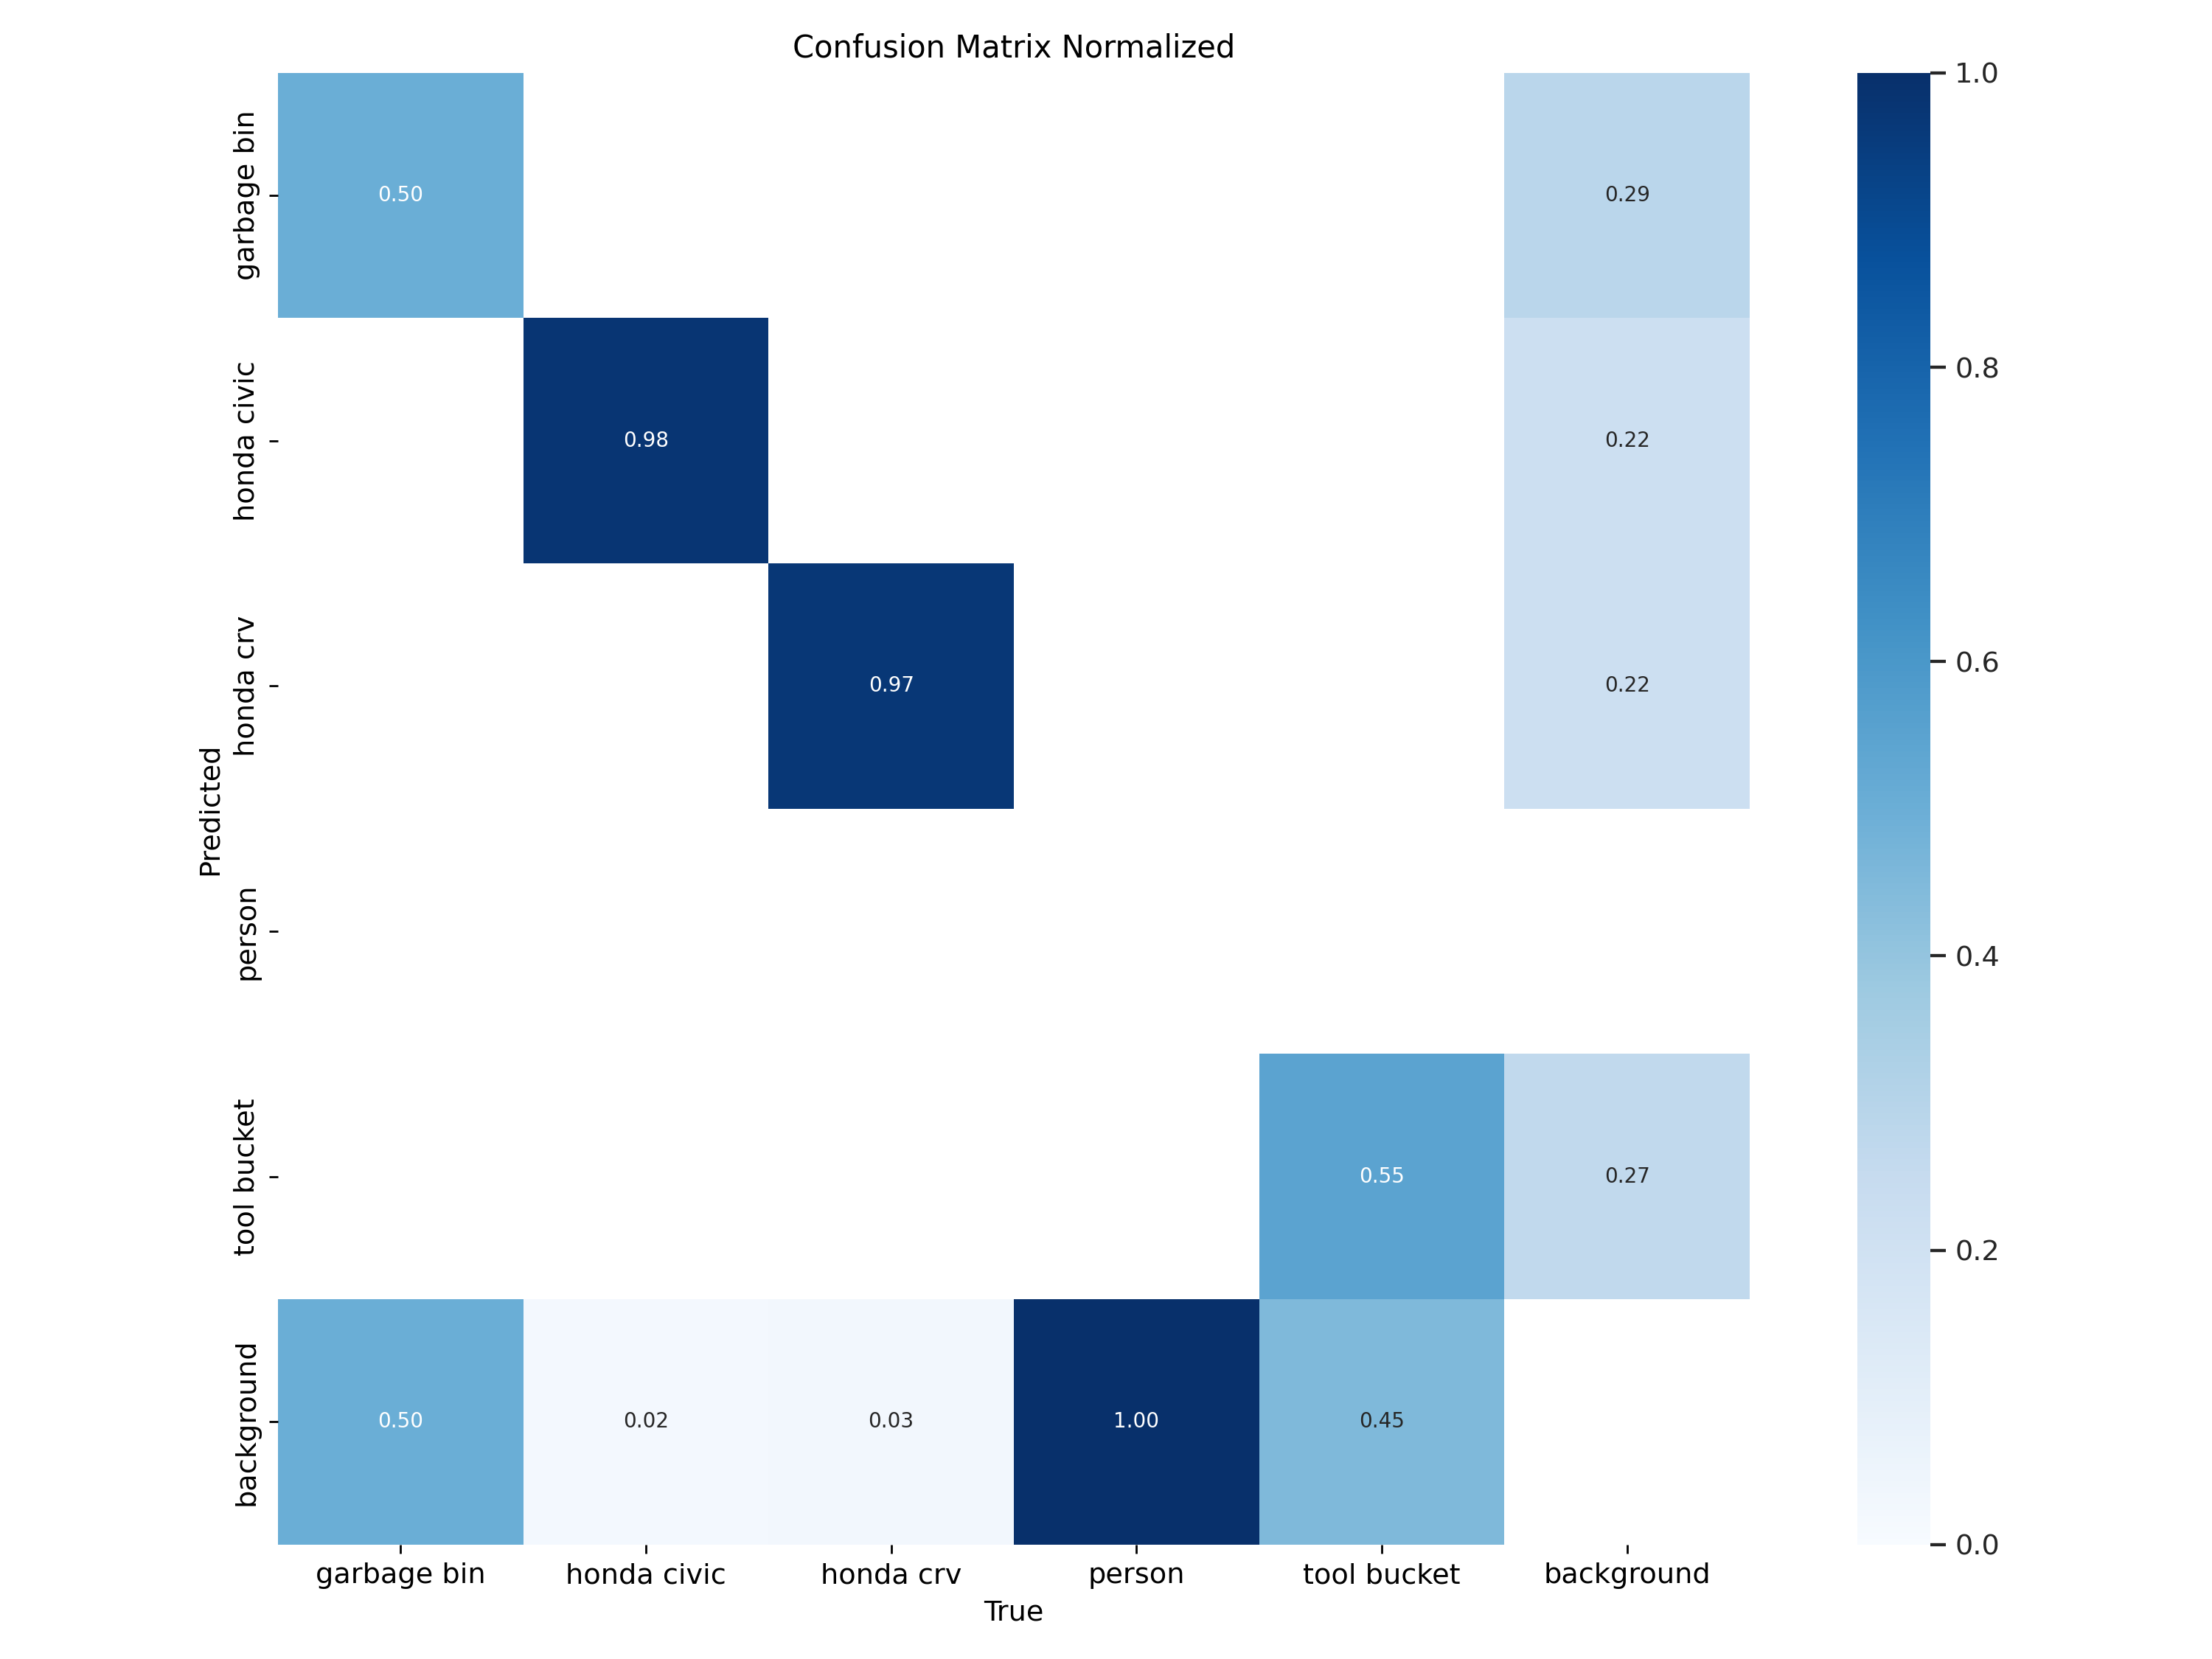 Confusion Matrix Normalized
garbage bin
0.50
0.29
honda civic
0.98
0.22
honda crv
0.97
0.22
person
tool bucket
0.55
0.27
background
0.50
0.02
0.03
1.00
0.45
Predicted
garbage bin
honda civic
honda crv
person
tool bucket
background
True
1.0
0.8
0.6
0.4
0.2
0.0